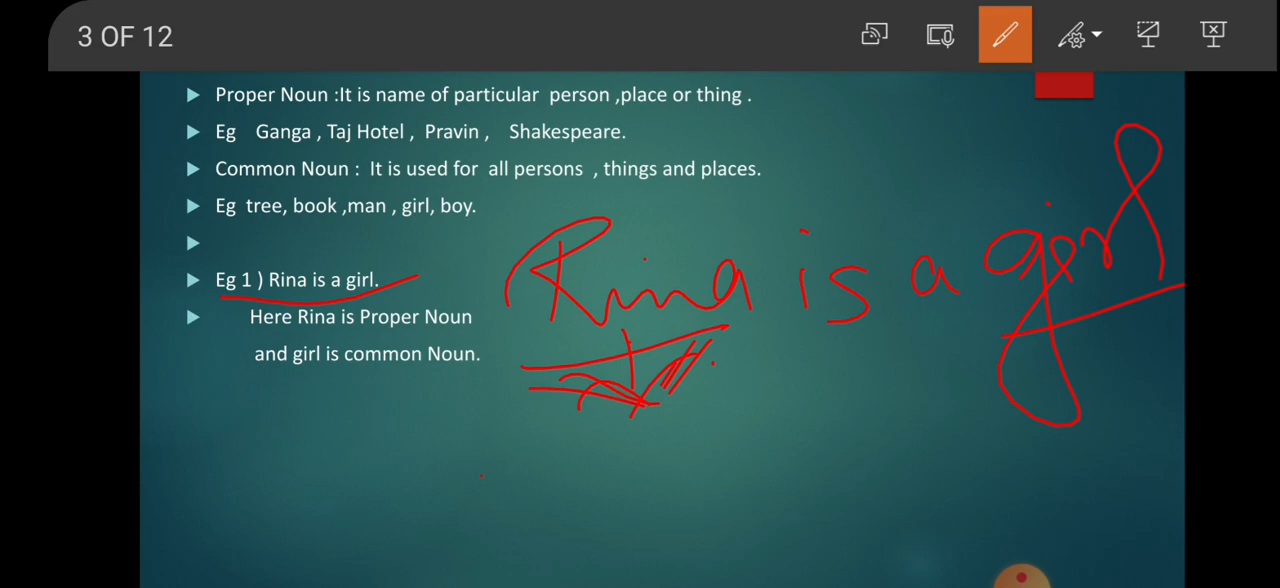 3 OF 12
Proper Noun :It is name of particular person ,place or thing .
Eg Ganga , Taj Hotel , Pravin , Shakespeare.
Common Noun : It is used for all persons , things and places.
Eg tree, book ,man , girl, boy.
Eg 1 ) Rina is a girl.
Rina is a girl
Here Rina is Proper Noun
and girl is common Noun.